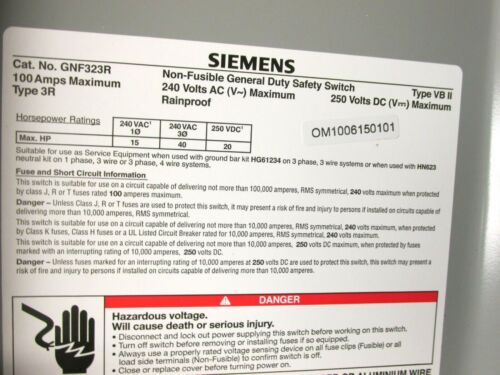 SIEMENS
Cat. No. GNF323R
100 Amps Maximum
Type 3R
Non-Fusible General Duty Safety Switch
240 Volts AC (V~) Maximum
Rainproof
Type VB II
250 Volts DC (V⎓) Maximum
Horsepower Ratings
240 VAC¹ 1Ø 240 VAC¹ 3Ø 250 VDC¹
Max. HP 15 40 20
OM1006150101
Suitable for use as Service Equipment when used with ground bar kit HG61234 on 3 phase, 3 wire systems or when used with HN623
neutral kit on 1 phase, 3 wire or 3 phase, 4 wire systems.
Fuse and Short Circuit Information
This switch is suitable for use on a circuit capable of delivering not more than 100,000 amperes, RMS symmetrical, 240 volts maximum when protected
by class J, R or T fuses rated 100 amperes maximum.
Danger – Unless Class J, R or T fuses are used to protect this switch, it may present a risk of fire and injury to persons if installed on circuits capable of
delivering more than 10,000 amperes, RMS symmetrical.
This switch is suitable for use on a circuit capable of delivering not more than 10,000 amperes, RMS symmetrical, 240 volts maximum, when protected by
Class K fuses, Class H fuses or a UL Listed Circuit Breaker rated for 10,000 amperes, RMS symmetrical, 240 volts maximum.
This switch is suitable for use on a circuit capable of delivering not more than 10,000 amperes, 250 volts DC maximum, when protected by fuses
marked with an interrupting rating of 10,000 amperes, 250 volts DC.
Danger – Unless fuses marked for an interrupting rating of 10,000 amperes at 250 volts DC are used to protect this switch, this switch may present a
risk of fire and injury to persons if installed on circuits capable of delivering more than 10,000 amperes.
DANGER
Hazardous voltage.
Will cause death or serious injury.
• Disconnect and lock out power supplying this switch before working on this switch.
• Turn off switch before removing or installing fuses if so equipped.
• Always use a properly rated voltage sensing device on all fuse clips (Fusible) or all
load side terminals (Non-Fusible) to confirm switch is off.
• Close or replace cover before turning power on.
OR ALUMINIUM WIRE